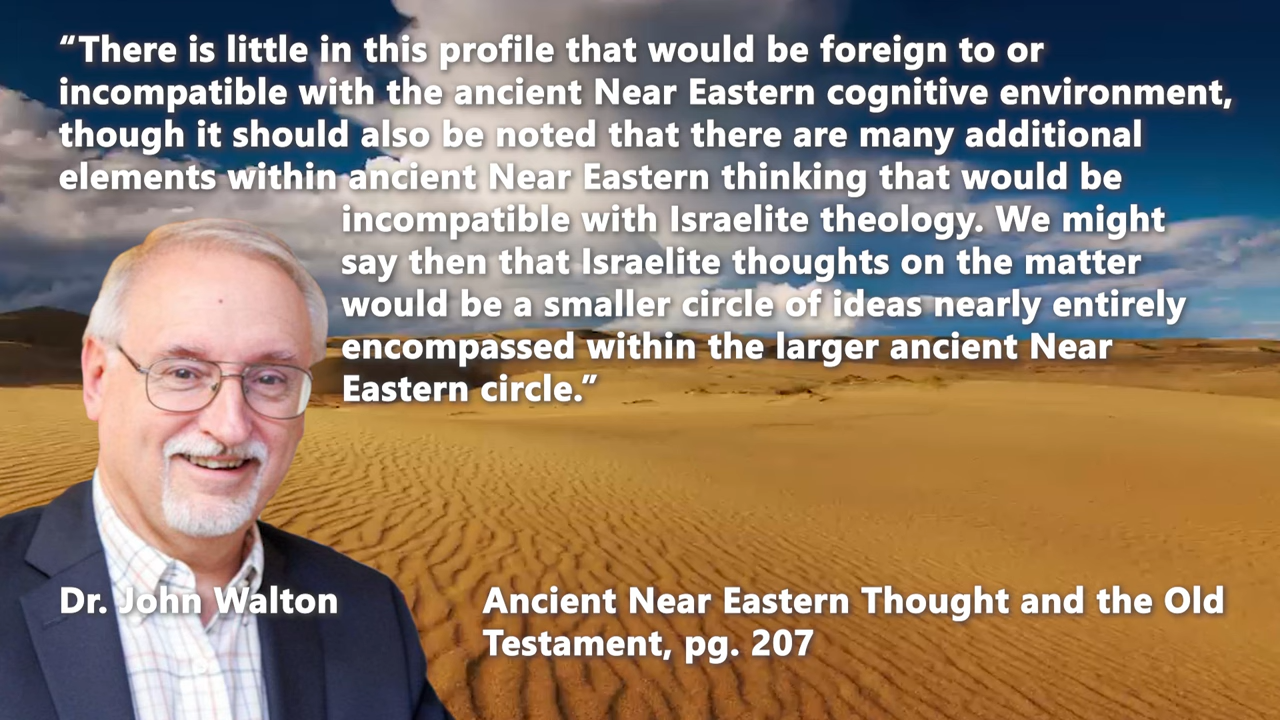 “There is little in this profile that would be foreign to or
incompatible with the ancient Near Eastern cognitive environment,
though it should also be noted that there are many additional
elements within ancient Near Eastern thinking that would be
incompatible with Israelite theology. We might
say then that Israelite thoughts on the matter
would be a smaller circle of ideas nearly entirely
encompassed within the larger ancient Near
Eastern circle.”
Dr. John Walton
Ancient Near Eastern Thought and the Old
Testament, pg. 207